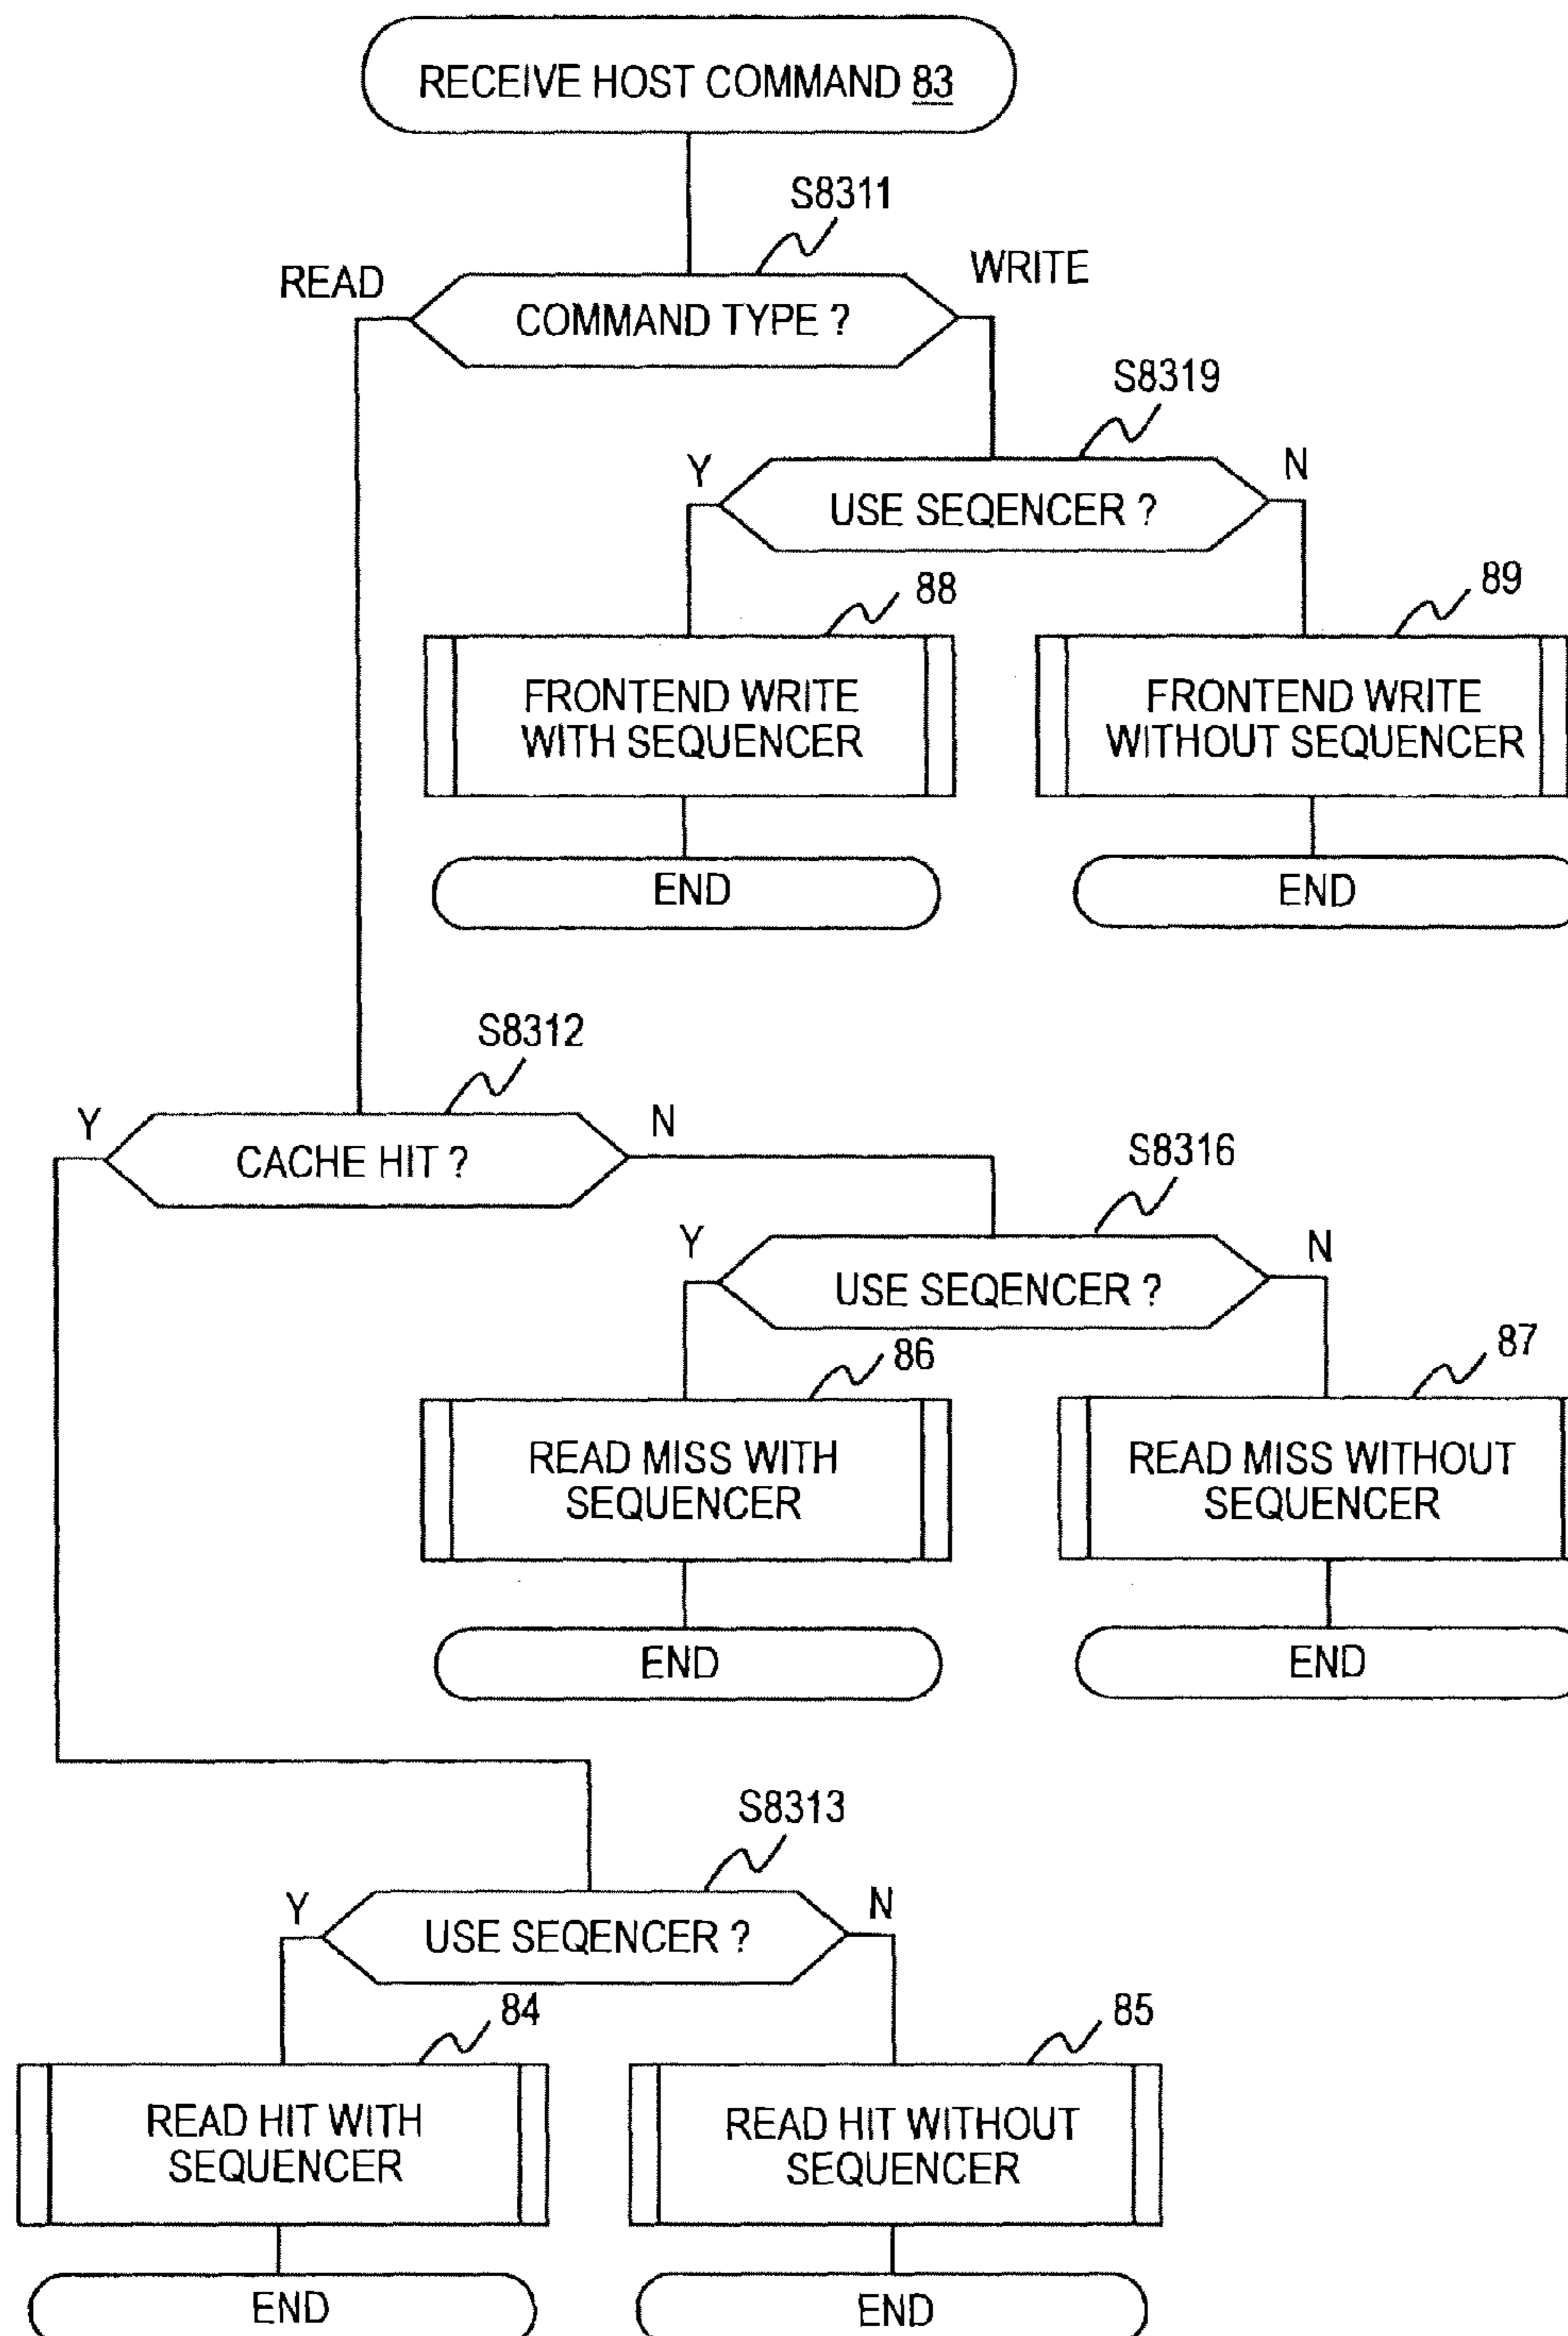 RECEIVE HOST COMMAND 83
S8311
READ
WRITE
COMMAND TYPE ?
S8319
Y
N
USE SEQENCER ?
88
89
FRONTEND WRITE
WITH SEQUENCER
FRONTEND WRITE
WITHOUT SEQUENCER
END
END
S8312
Y
N
CACHE HIT ?
S8316
Y
N
USE SEQENCER ?
86
87
READ MISS WITH
SEQUENCER
READ MISS WITHOUT
SEQUENCER
END
END
S8313
Y
N
USE SEQENCER ?
84
85
READ HIT WITH
SEQUENCER
READ HIT WITHOUT
SEQUENCER
END
END